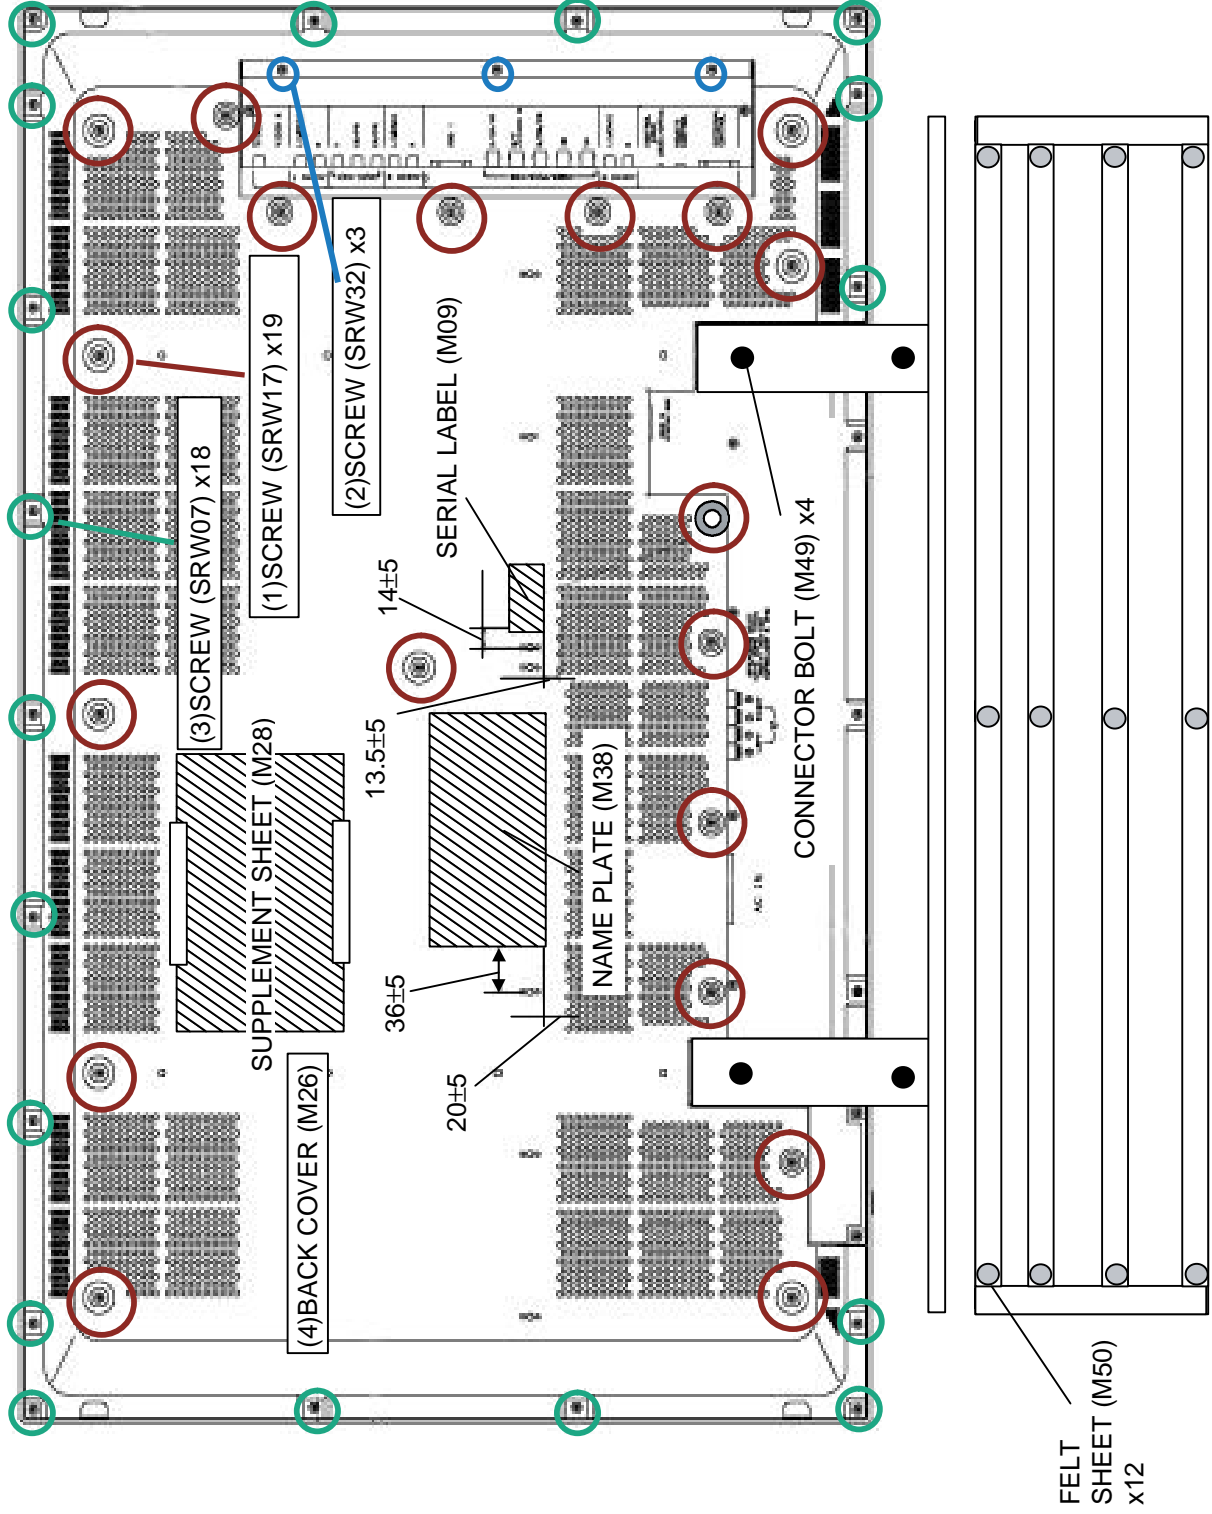 (3)SCREW (SRW07) x18
(1)SCREW (SRW17) x19
(2)SCREW (SRW32) x3
SERIAL LABEL (M09)
14±5
13.5±5
SUPPLEMENT SHEET (M28)
NAME PLATE (M38)
36±5
20±5
(4)BACK COVER (M26)
CONNECTOR BOLT (M49) x4
FELT
SHEET (M50)
x12